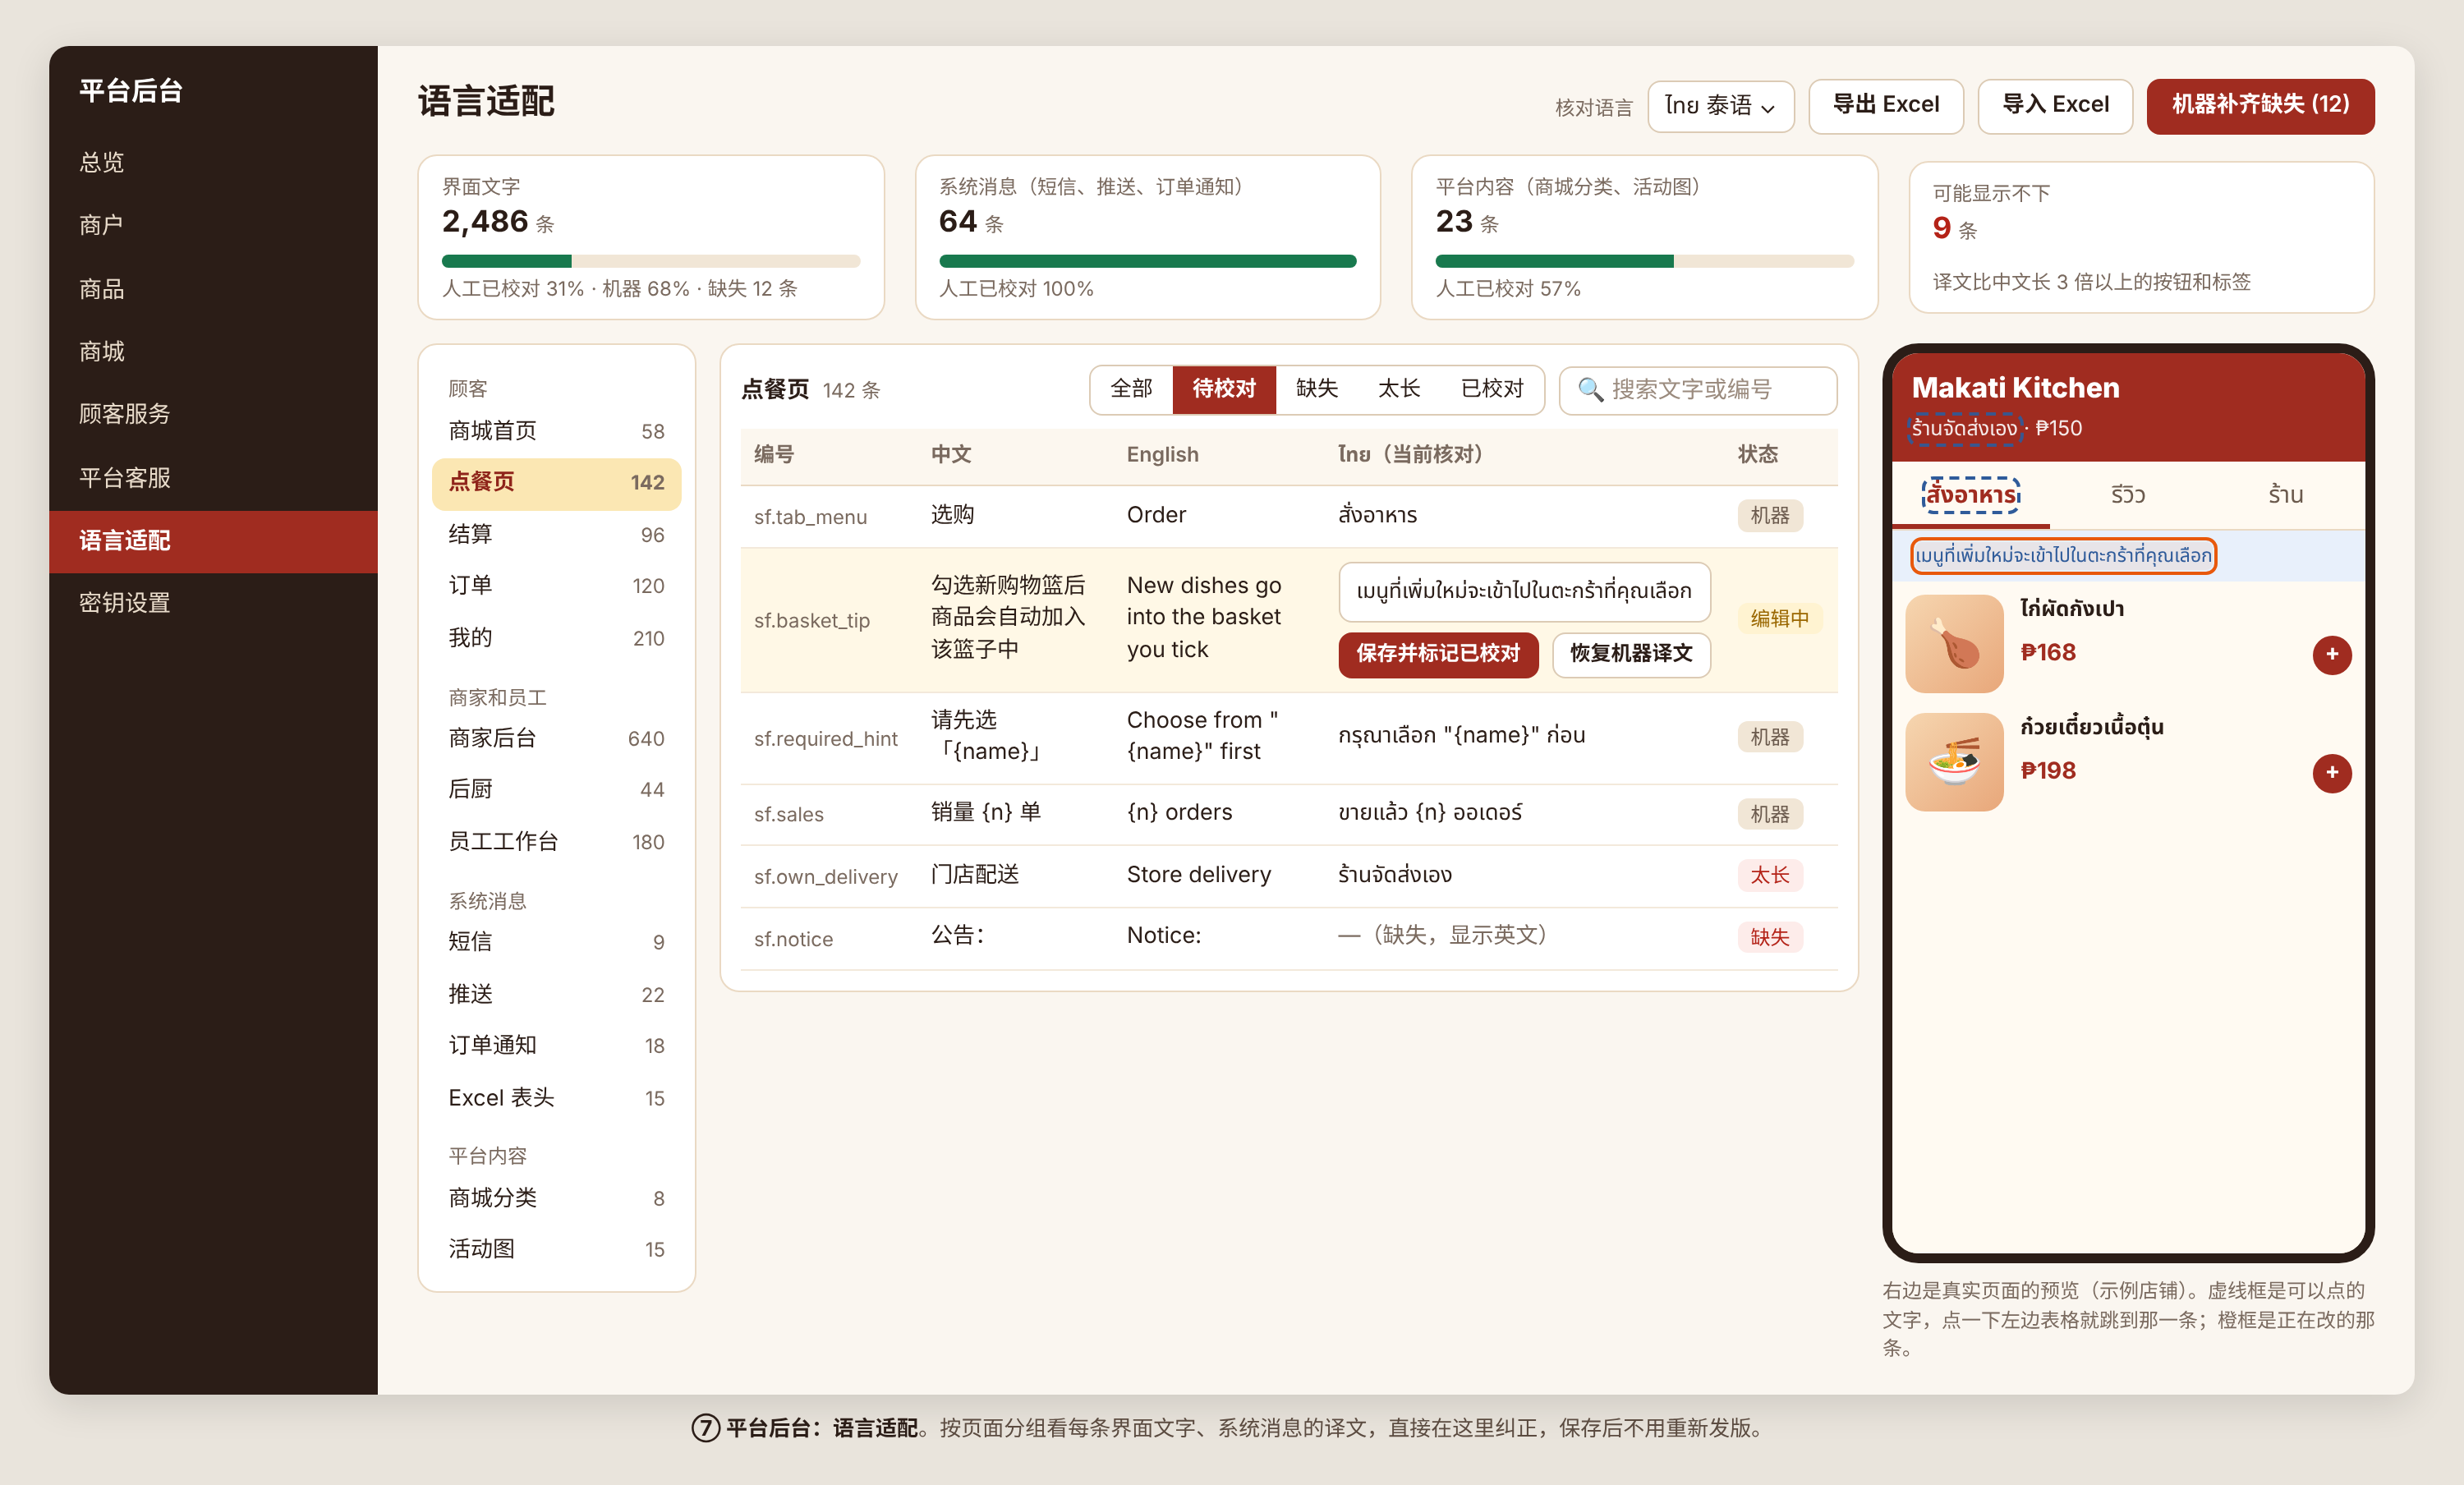 平台后台
总览
商户
商品
商城
顾客服务
平台客服
语言适配
密钥设置
语言适配
核对语言
ไทย 泰语
导出 Excel
导入 Excel
机器补齐缺失 (12)
界面文字
2,486 条
人工已校对 31% · 机器 68% · 缺失 12 条
系统消息（短信、推送、订单通知）
64 条
人工已校对 100%
平台内容（商城分类、活动图）
23 条
人工已校对 57%
可能显示不下
9 条
译文比中文长 3 倍以上的按钮和标签
顾客
商城首页 58
点餐页 142
结算 96
订单 120
我的 210
商家和员工
商家后台 640
后厨 44
员工工作台 180
系统消息
短信 9
推送 22
订单通知 18
Excel 表头 15
平台内容
商城分类 8
活动图 15
点餐页 142 条
全部 待校对 缺失 太长 已校对
搜索文字或编号
编号 中文 English ไทย（当前核对） 状态
sf.tab_menu 选购 Order สั่งอาหาร 机器
sf.basket_tip
勾选新购物篮后
商品会自动加入
该篮子中
New dishes go
into the basket
you tick
เมนูที่เพิ่มใหม่จะเข้าไปในตะกร้าที่คุณเลือก
保存并标记已校对 恢复机器译文
编辑中
sf.required_hint
请先选
「{name}」
Choose from "
{name}" first
กรุณาเลือก "{name}" ก่อน
机器
sf.sales 销量 {n} 单 {n} orders ขายแล้ว {n} ออเดอร์ 机器
sf.own_delivery 门店配送 Store delivery ร้านจัดส่งเอง 太长
sf.notice 公告： Notice: —（缺失，显示英文） 缺失
Makati Kitchen
ร้านจัดส่งเอง · ₱150
สั่งอาหาร รีวิว ร้าน
เมนูที่เพิ่มใหม่จะเข้าไปในตะกร้าที่คุณเลือก
ไก่ผัดกังเปา
₱168
+
ก๋วยเตี๋ยวเนื้อตุ๋น
₱198
+
右边是真实页面的预览（示例店铺）。虚线框是可以点的
文字，点一下左边表格就跳到那一条；橙框是正在改的那
条。
⑦ 平台后台：语言适配。按页面分组看每条界面文字、系统消息的译文，直接在这里纠正，保存后不用重新发版。